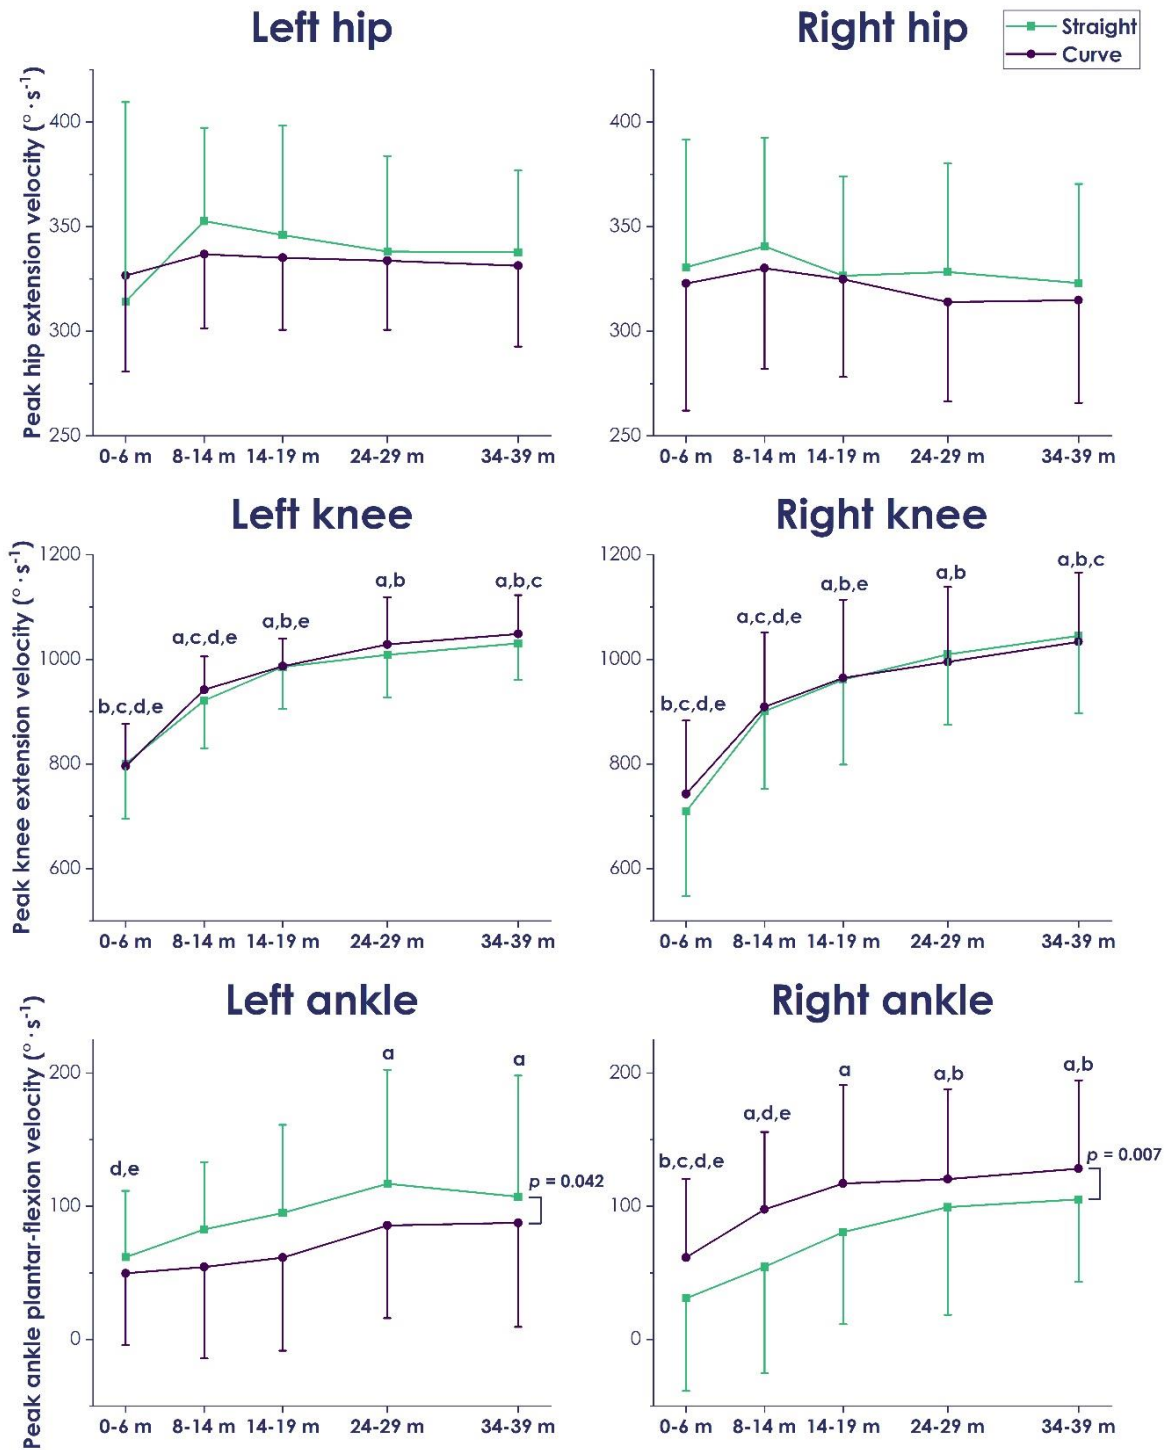 Left hip
Right hip
Straight
Curve
Peak hip extension velocity (° · s-1)
400
350
300
250
0-6 m 8-14 m 14-19 m 24-29 m 34-39 m
400
350
300
250
0-6 m 8-14 m 14-19 m 24-29 m 34-39 m
Left knee
Right knee
Peak knee extension velocity (° · s-1)
1200
1000
800
600
b,c,d,e
a,c,d,e
a,b,e
a,b
a,b,c
0-6 m 8-14 m 14-19 m 24-29 m 34-39 m
1200
1000
800
600
b,c,d,e
a,c,d,e
a,b,e
a,b
a,b,c
0-6 m 8-14 m 14-19 m 24-29 m 34-39 m
Left ankle
Right ankle
Peak ankle plantar-flexion velocity (° · s-1)
200
100
0
d,e
a
a
p = 0.042
0-6 m 8-14 m 14-19 m 24-29 m 34-39 m
200
100
0
b,c,d,e
a,d,e
a
a,b
a,b
p = 0.007
0-6 m 8-14 m 14-19 m 24-29 m 34-39 m